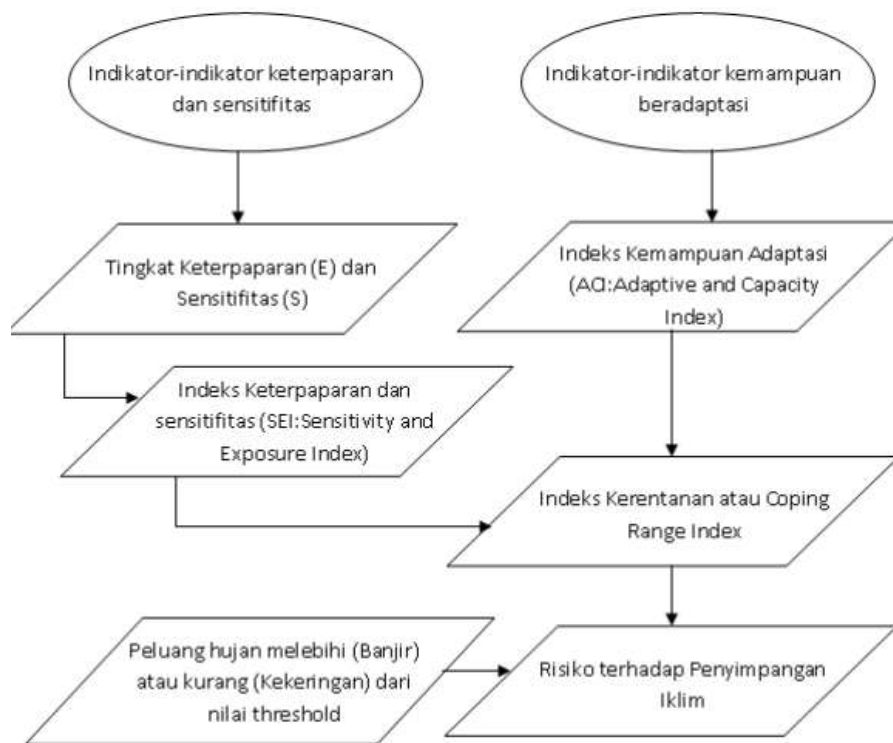 Indikator-indikator keterpaparan
dan sensitifitas
Indikator-indikator kemampuan
beradaptasi
Tingkat Keterpaparan (E) dan
Sensitifitas (S)
Indeks Kemampuan Adaptasi
(ACI:Adaptive and Capacity
Index)
Indeks Keterpaparan dan
sensitifitas (SEI:Sensitivity and
Exposure Index)
Indeks Kerentanan atau Coping
Range Index
Peluang hujan melebihi (Banjir)
atau kurang (Kekeringan) dari
nilai threshold
Risiko terhadap Penyimpangan
Iklim